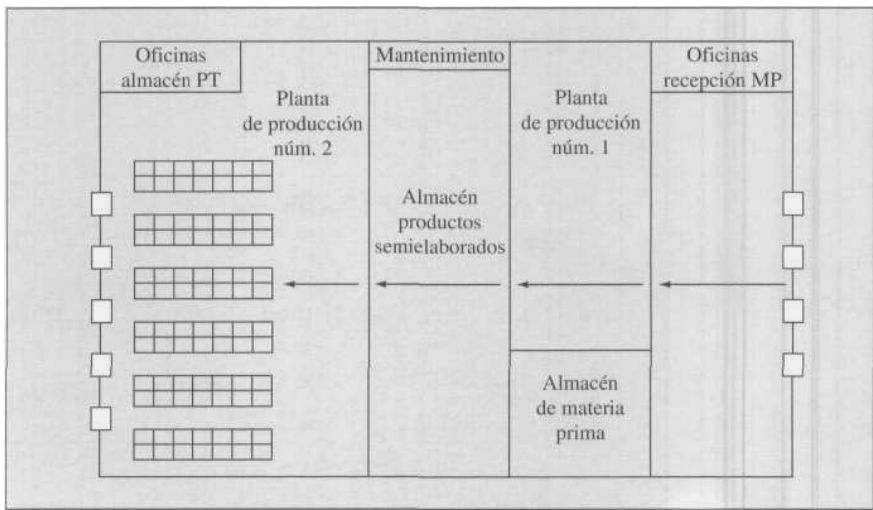 Oficinas
almacén PT
Planta
de producción
núm. 2
Mantenimiento
Almacén
productos
semielaborados
Planta
de producción
núm. 1
Almacén
de materia
prima
Oficinas
recepción MP